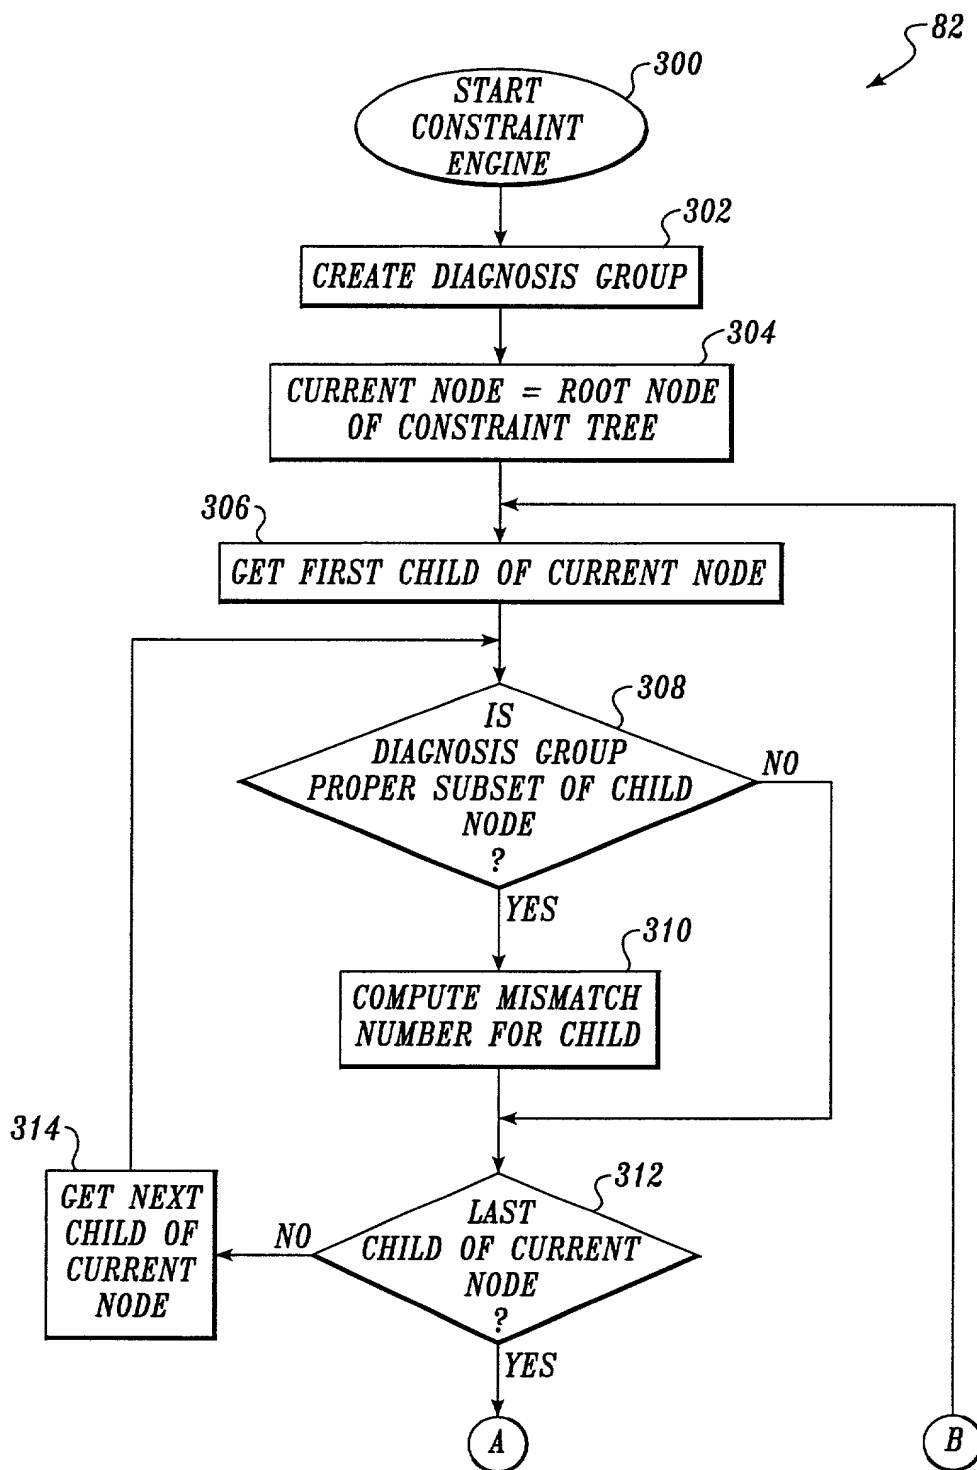 82
300
START
CONSTRAINT
ENGINE
302
CREATE DIAGNOSIS GROUP
304
CURRENT NODE = ROOT NODE
OF CONSTRAINT TREE
306
GET FIRST CHILD OF CURRENT NODE
308
IS
DIAGNOSIS GROUP
PROPER SUBSET OF CHILD
NODE
?
NO
YES
310
COMPUTE MISMATCH
NUMBER FOR CHILD
314
GET NEXT
CHILD OF
CURRENT
NODE
312
LAST
CHILD OF CURRENT
NODE
?
NO
YES
A
B